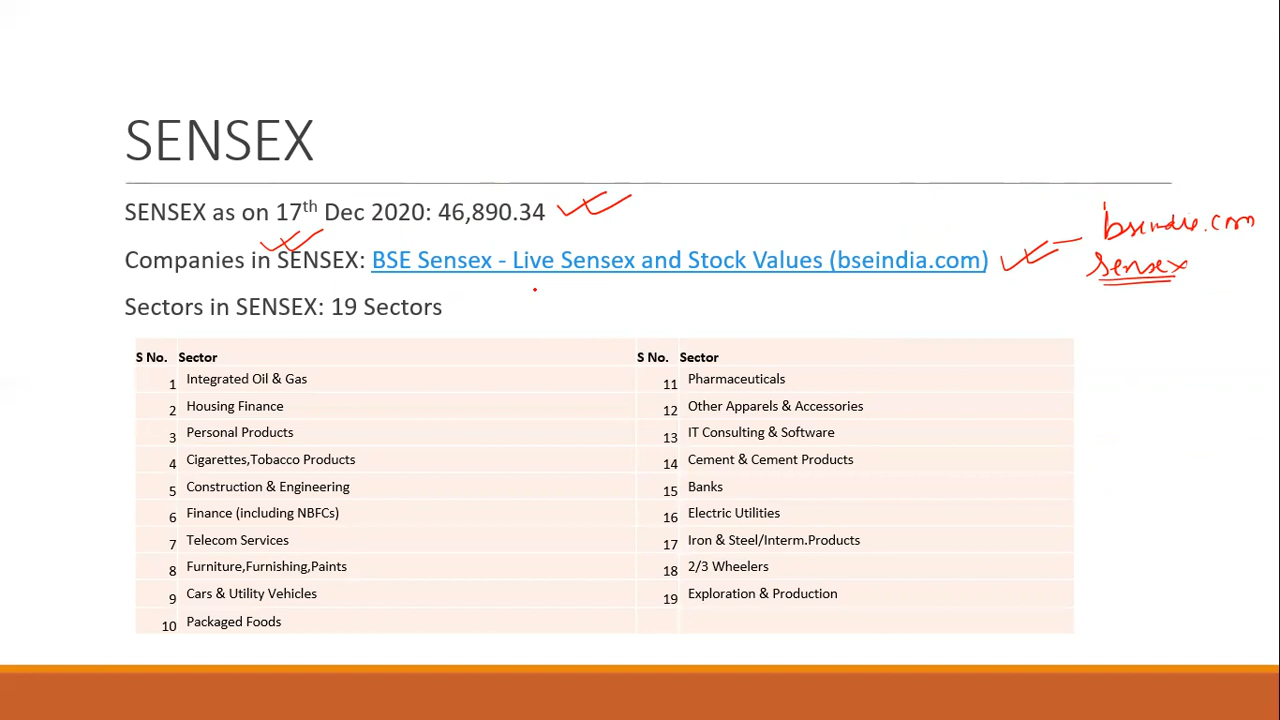 SENSEX
SENSEX as on 17th Dec 2020: 46,890.34
Companies in SENSEX: BSE Sensex - Live Sensex and Stock Values (bseindia.com)
bseindia.com
Sensex
Sectors in SENSEX: 19 Sectors
S No. Sector S No. Sector
1 Integrated Oil & Gas 11 Pharmaceuticals
2 Housing Finance 12 Other Apparels & Accessories
3 Personal Products 13 IT Consulting & Software
4 Cigarettes,Tobacco Products 14 Cement & Cement Products
5 Construction & Engineering 15 Banks
6 Finance (including NBFCs) 16 Electric Utilities
7 Telecom Services 17 Iron & Steel/Interm.Products
8 Furniture,Furnishing,Paints 18 2/3 Wheelers
9 Cars & Utility Vehicles 19 Exploration & Production
10 Packaged Foods